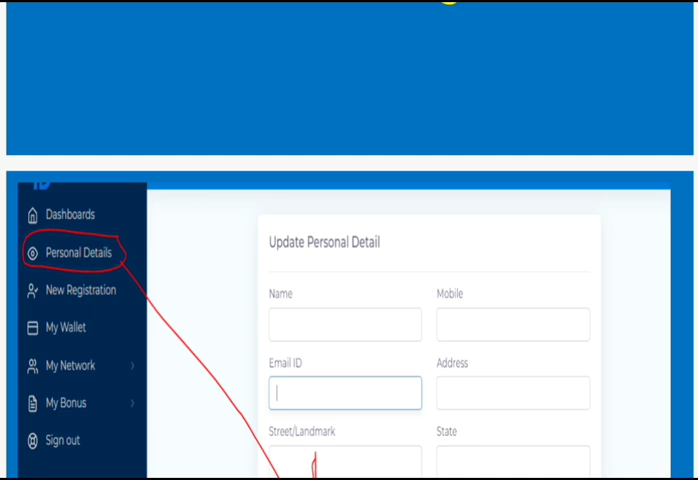 Dashboards
Personal Details
New Registration
My Wallet
My Network
My Bonus
Sign out
Update Personal Detail
Name
Mobile
Email ID
Address
Street/Landmark
State